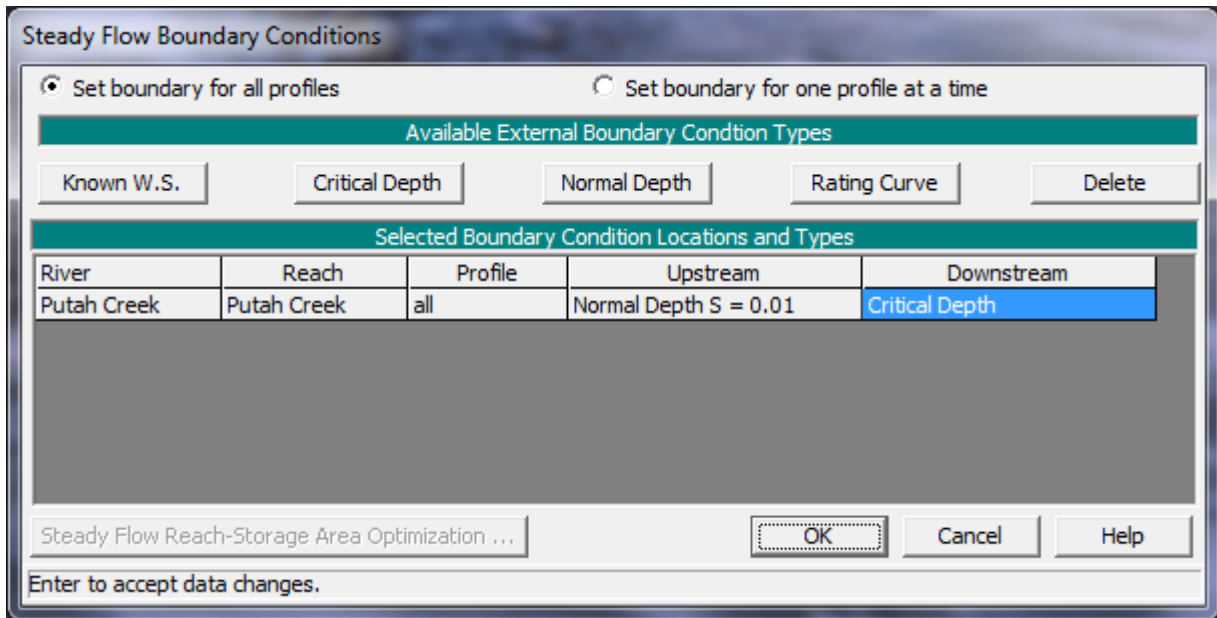 Steady Flow Boundary Conditions
Set boundary for all profiles Set boundary for one profile at a time
Available External Boundary Condtion Types
Known W.S. Critical Depth Normal Depth Rating Curve Delete
Selected Boundary Condition Locations and Types
River Reach Profile Upstream Downstream
Putah Creek Putah Creek all Normal Depth S = 0.01 Critical Depth
Steady Flow Reach-Storage Area Optimization ... OK Cancel Help
Enter to accept data changes.